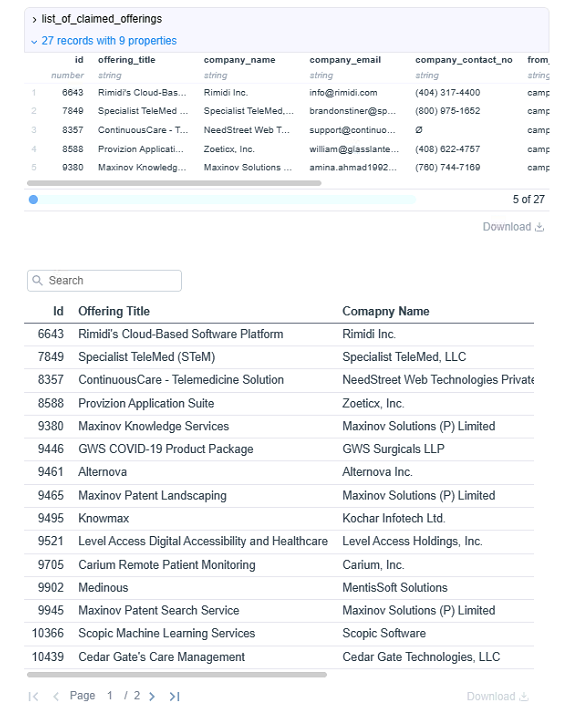 list_of_claimed_offerings
27 records with 9 properties
id offering_title company_name company_email company_contact_no from_
number string string string string string
1 6643 Rimidi's Cloud-Bas... Rimidi Inc. info@rimidi.com (404) 317-4400 camp
2 7849 Specialist TeleMed ... Specialist TeleMed,... brandonstiner@sp... (800) 975-1652 camp
3 8357 ContinuousCare - T... NeedStreet Web T... support@continuo... Ø camp
4 8588 Provizion Applicati... Zoeticx, Inc. william@glasslante... (408) 622-4757 camp
5 9380 Maxinov Knowledg... Maxinov Solutions ... amina.ahmad1992... (760) 744-7169 camp
5 of 27
Download
Search
Id Offering Title Comapny Name
6643 Rimidi's Cloud-Based Software Platform Rimidi Inc.
7849 Specialist TeleMed (STeM) Specialist TeleMed, LLC
8357 ContinuousCare - Telemedicine Solution NeedStreet Web Technologies Private
8588 Provizion Application Suite Zoeticx, Inc.
9380 Maxinov Knowledge Services Maxinov Solutions (P) Limited
9446 GWS COVID-19 Product Package GWS Surgicals LLP
9461 Alternova Alternova Inc.
9465 Maxinov Patent Landscaping Maxinov Solutions (P) Limited
9495 Knowmax Kochar Infotech Ltd.
9521 Level Access Digital Accessibility and Healthcare Level Access Holdings, Inc.
9705 Carium Remote Patient Monitoring Carium, Inc.
9902 Medinous MentisSoft Solutions
9945 Maxinov Patent Search Service Maxinov Solutions (P) Limited
10366 Scopic Machine Learning Services Scopic Software
10439 Cedar Gate's Care Management Cedar Gate Technologies, LLC
Page 1 / 2
Download